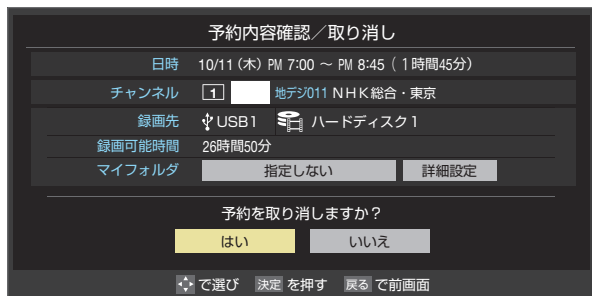 予約内容確認／取り消し
日時 10/11（木）PM 7:00 ～ PM 8:45（1時間45分）
チャンネル 1 地デジ011 NHK総合・東京
録画先 USB1 ハードディスク1
録画可能時間 26時間50分
マイフォルダ 指定しない 詳細設定
予約を取り消しますか？
はい いいえ
で選び 決定 を押す 戻る で前画面